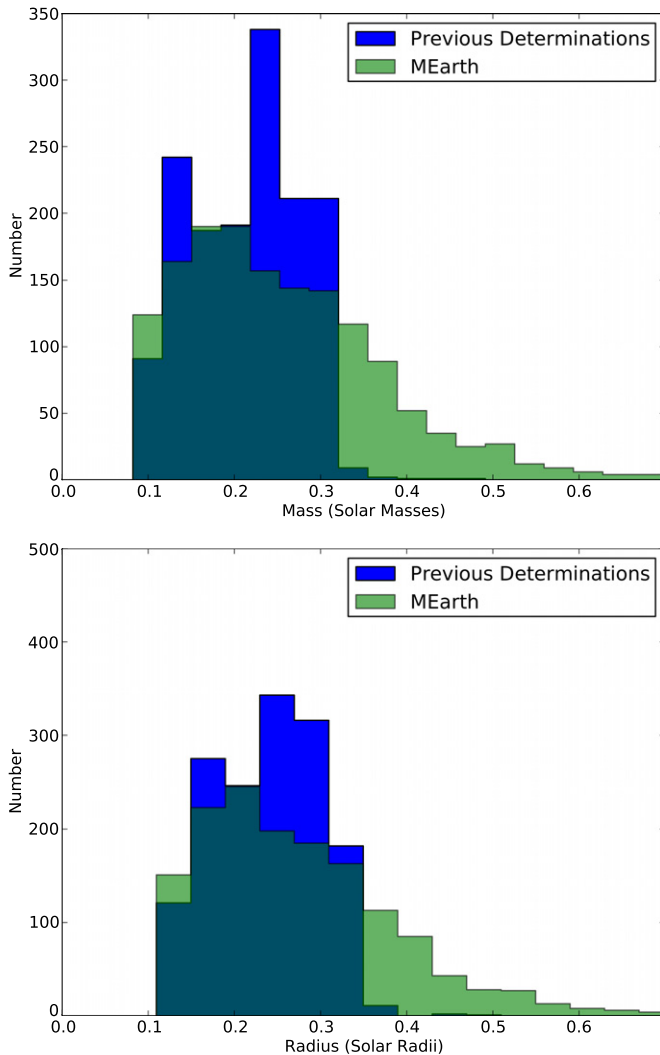 350
300
250
200
150
100
50
0
Number
Previous Determinations
MEarth
0.0 0.1 0.2 0.3 0.4 0.5 0.6
Mass (Solar Masses)
500
400
300
200
100
0
Number
Previous Determinations
MEarth
0.0 0.1 0.2 0.3 0.4 0.5 0.6
Radius (Solar Radii)